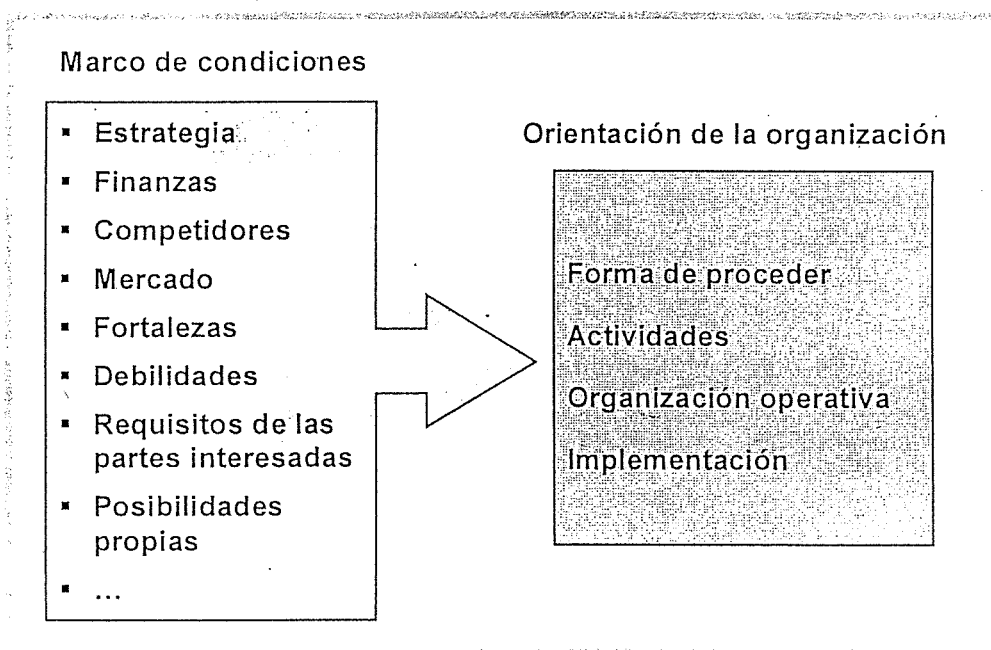 Marco de condiciones
▪ Estrategia
▪ Finanzas
▪ Competidores
▪ Mercado
▪ Fortalezas
▪ Debilidades
▪ Requisitos de las
partes interesadas
▪ Posibilidades
propias
▪ ...
Orientación de la organización
Forma de proceder
Actividades
Organización operativa
Implementación